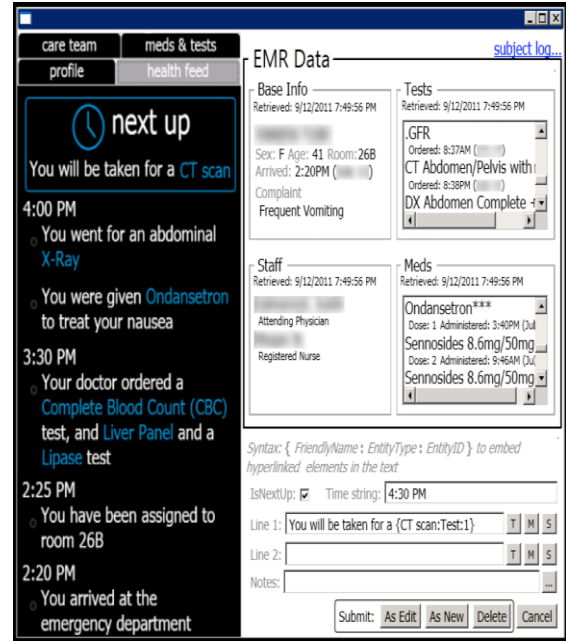 care team
meds & tests
profile
health feed
next up
You will be taken for a CT scan
4:00 PM
You went for an abdominal
X-Ray
You were given Ondansetron
to treat your nausea
3:30 PM
Your doctor ordered a
Complete Blood Count (CBC)
test, and Liver Panel and a
Lipase test
2:25 PM
You have been assigned to
room 26B
2:20 PM
You arrived at the
emergency department
subject log...
EMR Data
Base Info
Retrieved: 9/12/2011 7:49:56 PM
Sex: F Age: 41 Room: 26B
Arrived: 2:20PM ( )
Complaint
Frequent Vomiting
Tests
Retrieved: 9/12/2011 7:49:56 PM
.GFR
Ordered: 8:37AM ( )
CT Abdomen/Pelvis with
Ordered: 8:38PM ( )
DX Abdomen Complete +
Staff
Retrieved: 9/12/2011 7:49:56 PM
Attending Physician
Registered Nurse
Meds
Retrieved: 9/12/2011 7:49:56 PM
Ondansetron***
Dose: 1 Administered: 3:40PM (Jul
Sennosides 8.6mg/50mg
Dose: 2 Administered: 9:46AM (Jul
Sennosides 8.6mg/50mg
Syntax: { FriendlyName : EntityType : EntityID } to embed
hyperlinked elements in the text
IsNextUp: Time string: 4:30 PM
Line 1: You will be taken for a {CT scan:Test:1} T M S
Line 2: T M S
Notes: ...
Submit: As Edit As New Delete Cancel